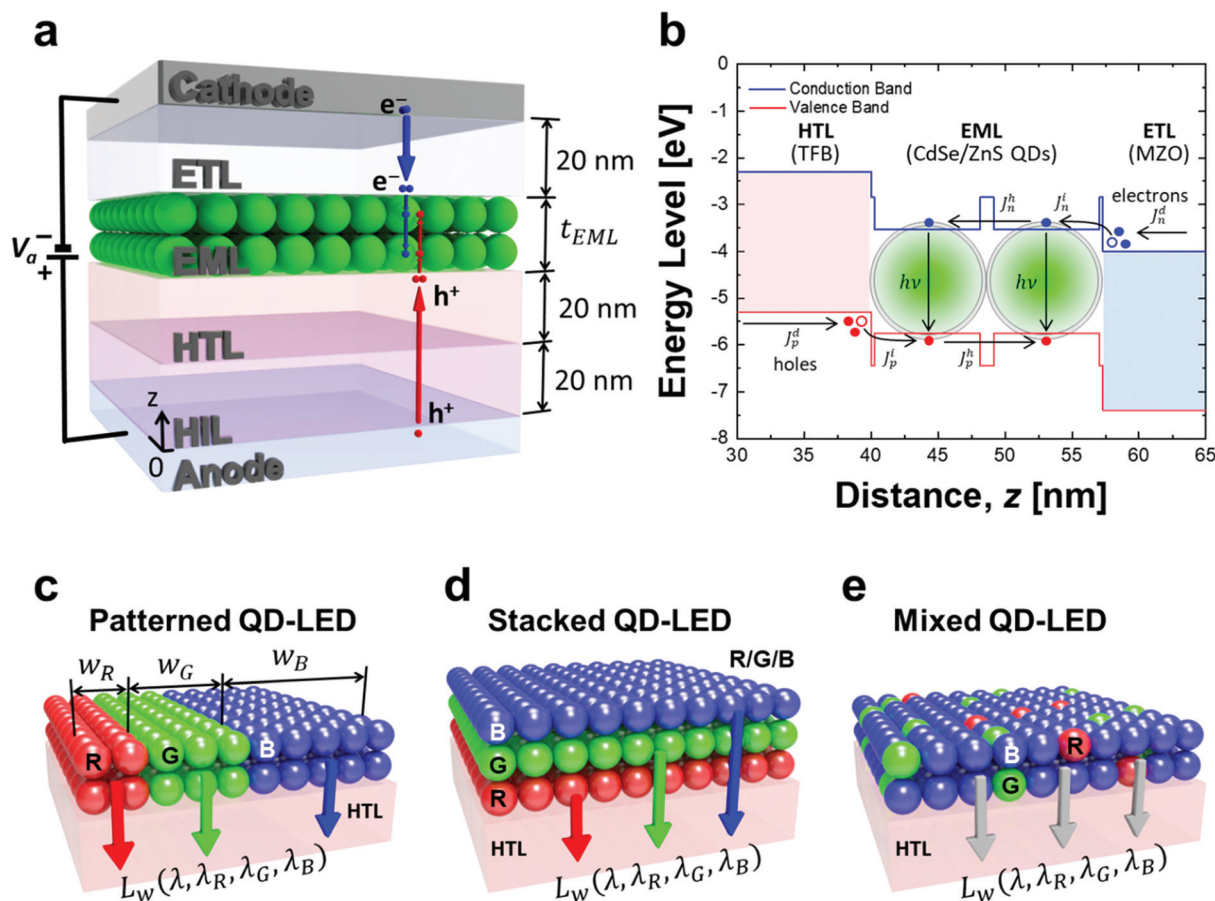 a
Cathode
e⁻
ETL
20 nm
e⁻
t_EML
V_a
−
+
EML
h⁺
20 nm
HTL
20 nm
z
HIL
h⁺
0
Anode
b
Energy Level [eV]
0
-1
-2
-3
-4
-5
-6
-7
-8
Conduction Band
Valence Band
HTL
(TFB)
EML
(CdSe/ZnS QDs)
ETL
(MZO)
J_n^h
J_n^i
electrons
J_n^d
hν
hν
J_p^d
holes
J_p^i
J_p^h
30 35 40 45 50 55 60 65
Distance, z [nm]
c
Patterned QD-LED
w_R
w_G
w_B
R
G
B
HTL
L_w(λ, λ_R, λ_G, λ_B)
d
Stacked QD-LED
R/G/B
B
G
R
HTL
L_w(λ, λ_R, λ_G, λ_B)
e
Mixed QD-LED
B
R
G
HTL
L_w(λ, λ_R, λ_G, λ_B)